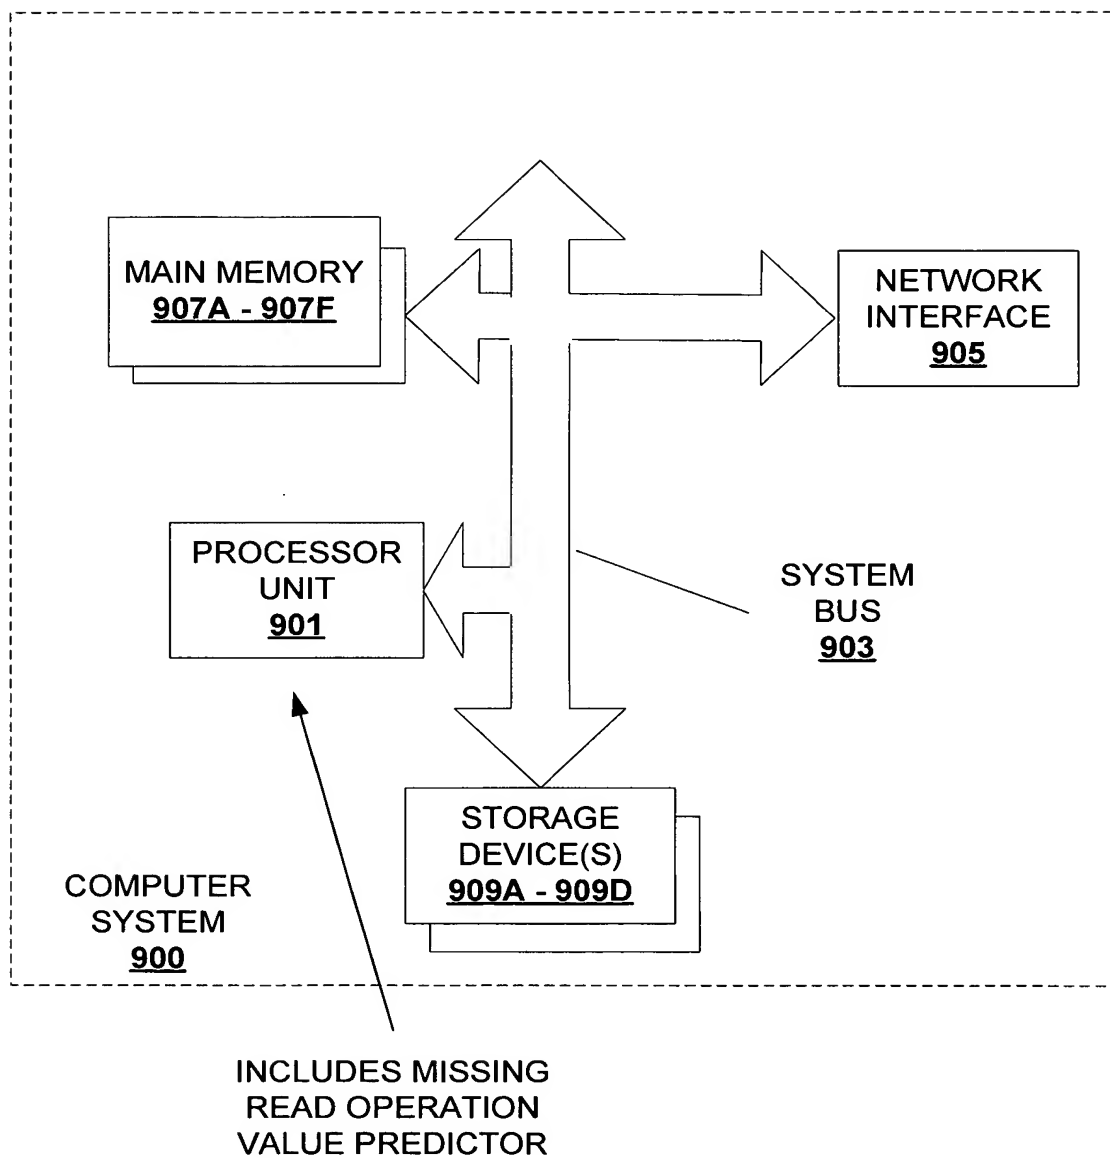 MAIN MEMORY
907A - 907F
NETWORK
INTERFACE
905
PROCESSOR
UNIT
901
SYSTEM
BUS
903
STORAGE
DEVICE(S)
909A - 909D
COMPUTER
SYSTEM
900
INCLUDES MISSING
READ OPERATION
VALUE PREDICTOR